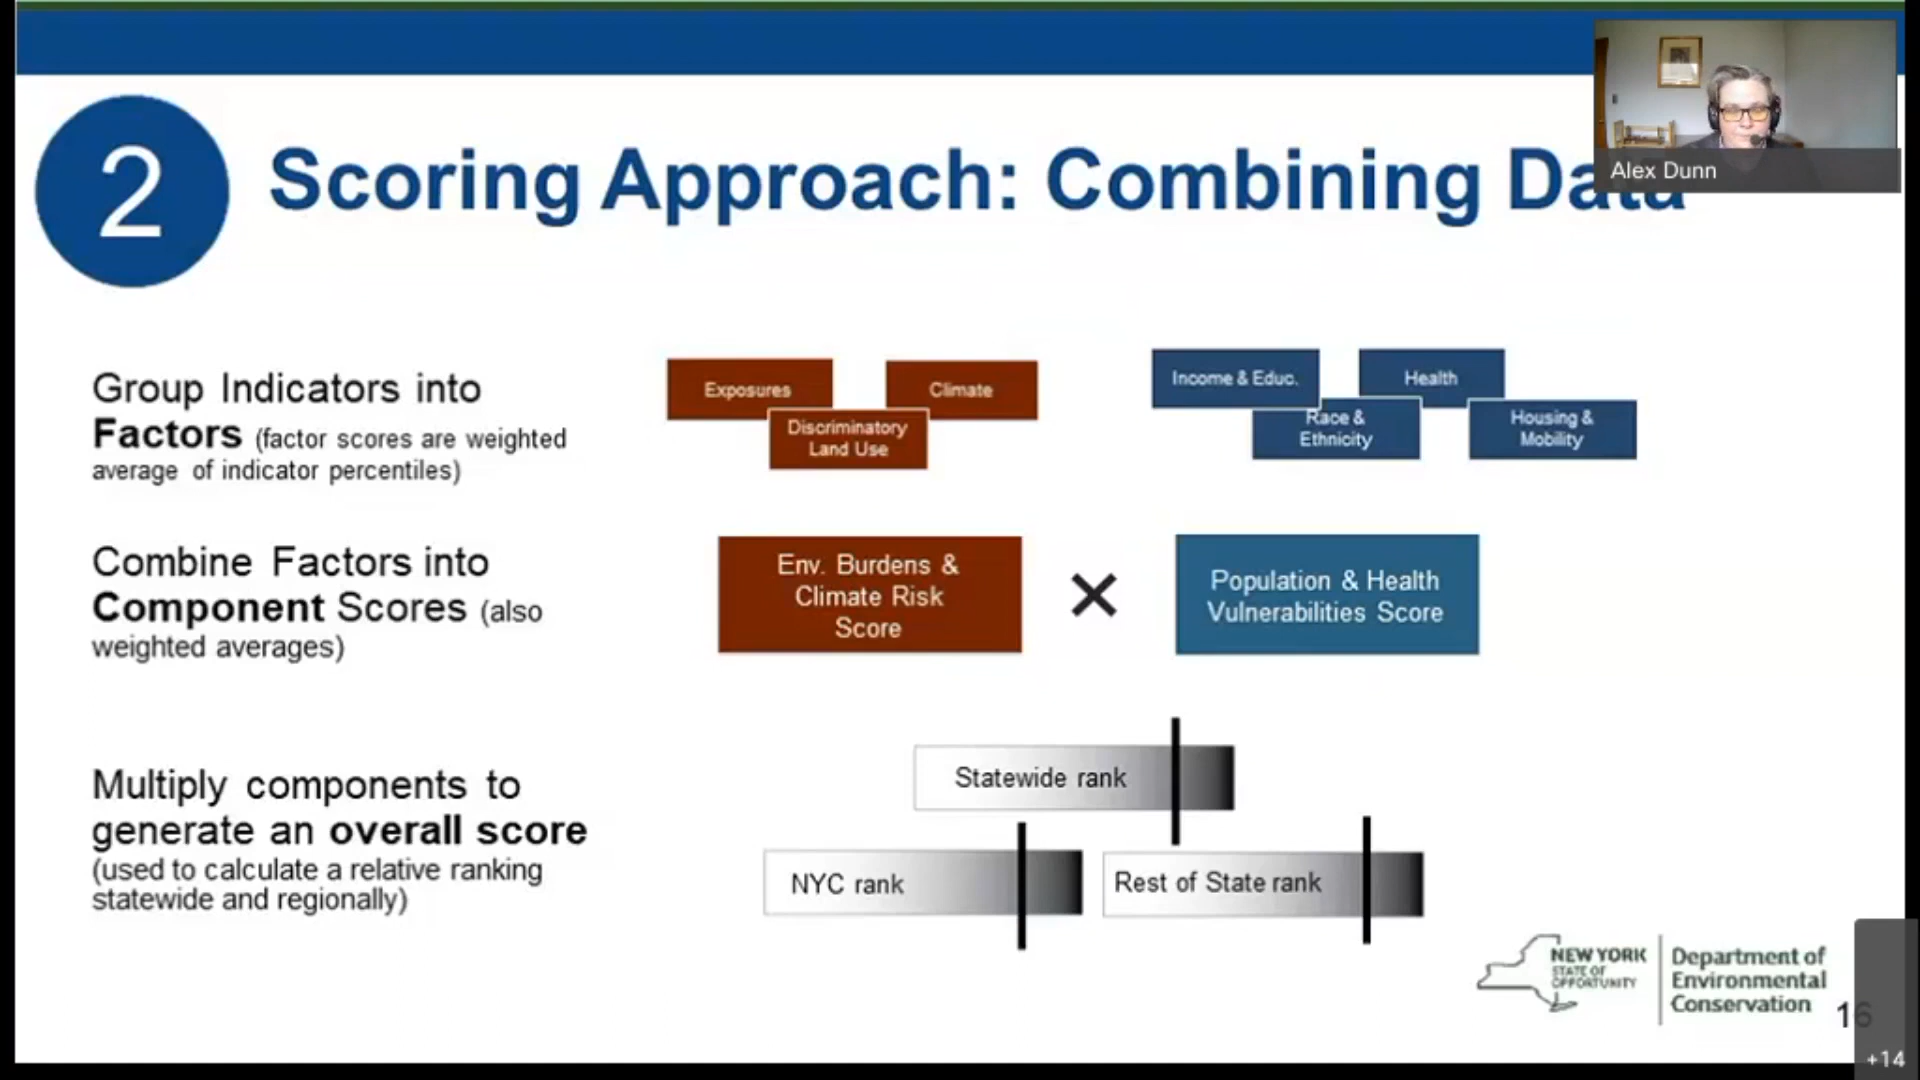 Alex Dunn
2
Scoring Approach: Combining Data
Group Indicators into
Factors (factor scores are weighted
average of indicator percentiles)
Exposures
Climate
Discriminatory
Land Use
Income & Educ.
Health
Race &
Ethnicity
Housing &
Mobility
Combine Factors into
Component Scores (also
weighted averages)
Env. Burdens &
Climate Risk
Score
Population & Health
Vulnerabilities Score
Multiply components to
generate an overall score
(used to calculate a relative ranking
statewide and regionally)
Statewide rank
NYC rank
Rest of State rank
NEW YORK
STATE OF
OPPORTUNITY
Department of
Environmental
Conservation
16
+14